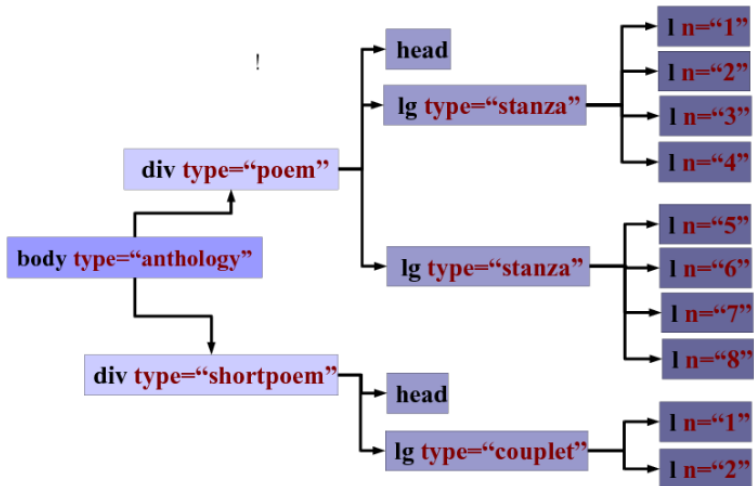 !
body type=“anthology”
div type=“poem”
head
lg type=“stanza”
l n=“1”
l n=“2”
l n=“3”
l n=“4”
lg type=“stanza”
l n=“5”
l n=“6”
l n=“7”
l n=“8”
div type=“shortpoem”
head
lg type=“couplet”
l n=“1”
l n=“2”